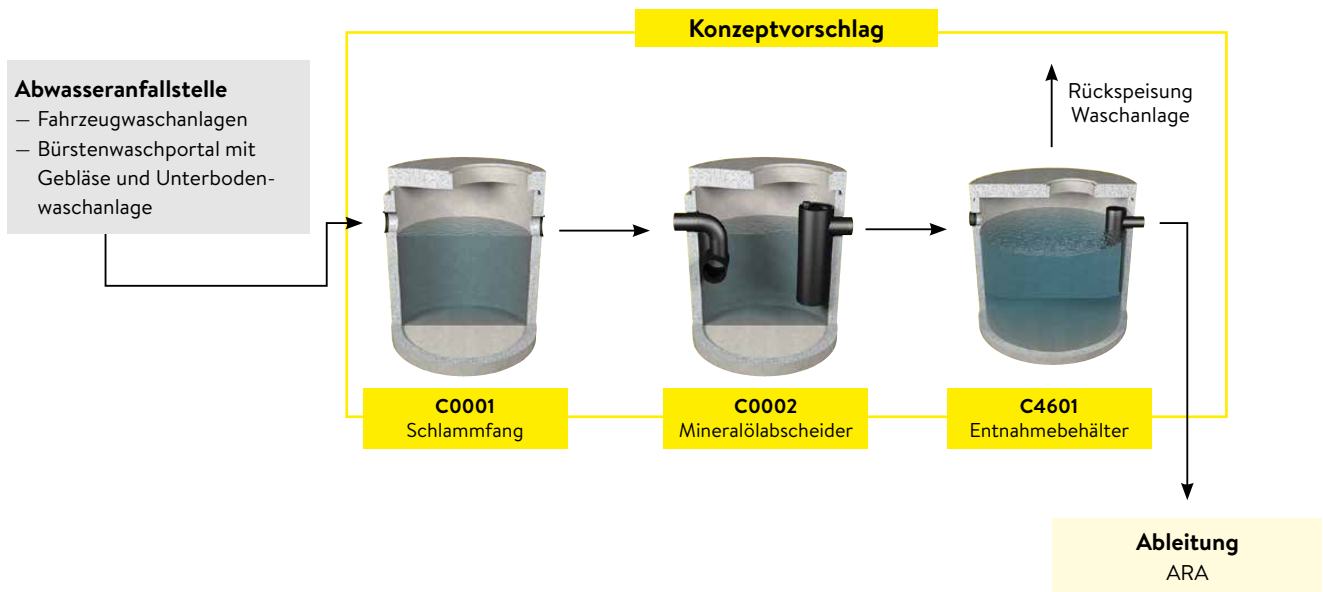 Konzeptvorschlag
Abwasseranfallstelle
— Fahrzeugwaschanlagen
— Bürstenwaschportal mit
Gebläse und Unterboden-
waschanlage
Rückspeisung
Waschanlage
C0001
Schlammfang
C0002
Mineralölabscheider
C4601
Entnahmebehälter
Ableitung
ARA